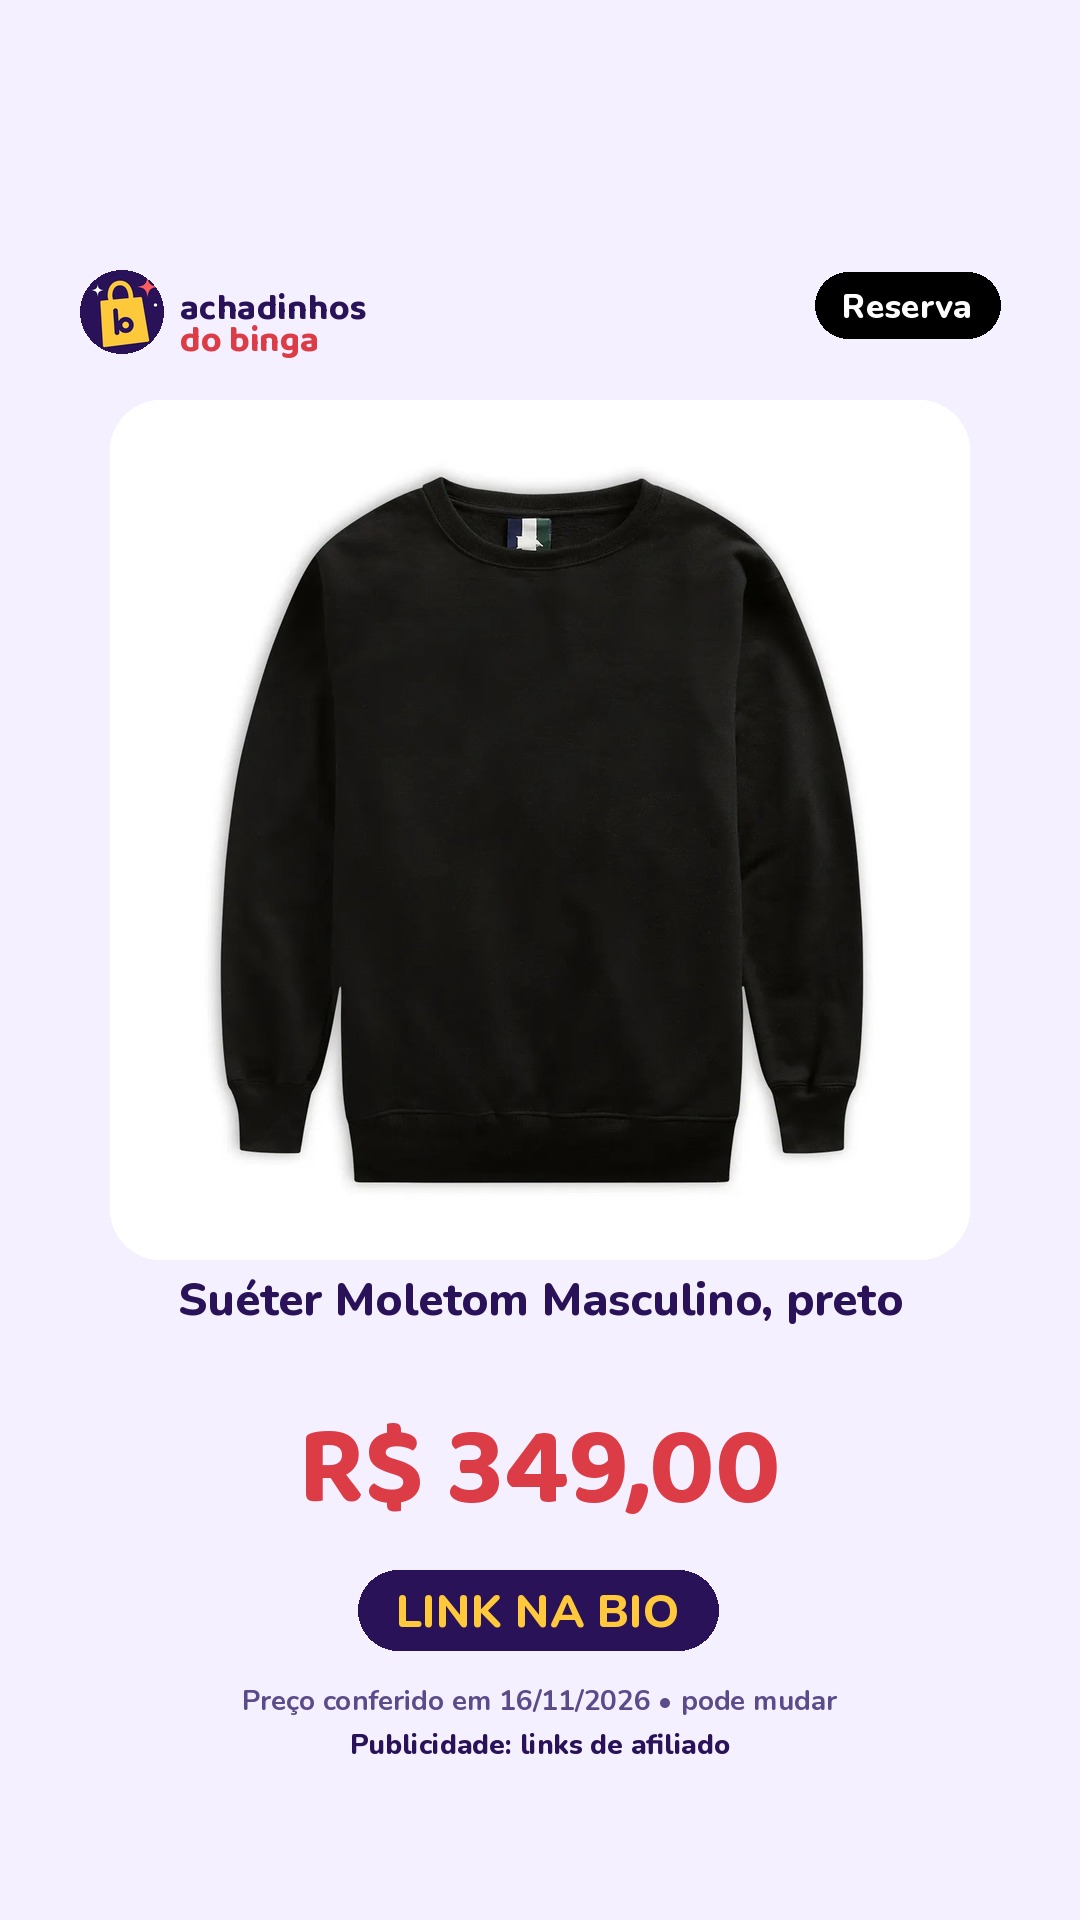 achadinhos
do binga
Reserva
Suéter Moletom Masculino, preto
R$ 349,00
LINK NA BIO
Preço conferido em 16/11/2026 • pode mudar
Publicidade: links de afiliado